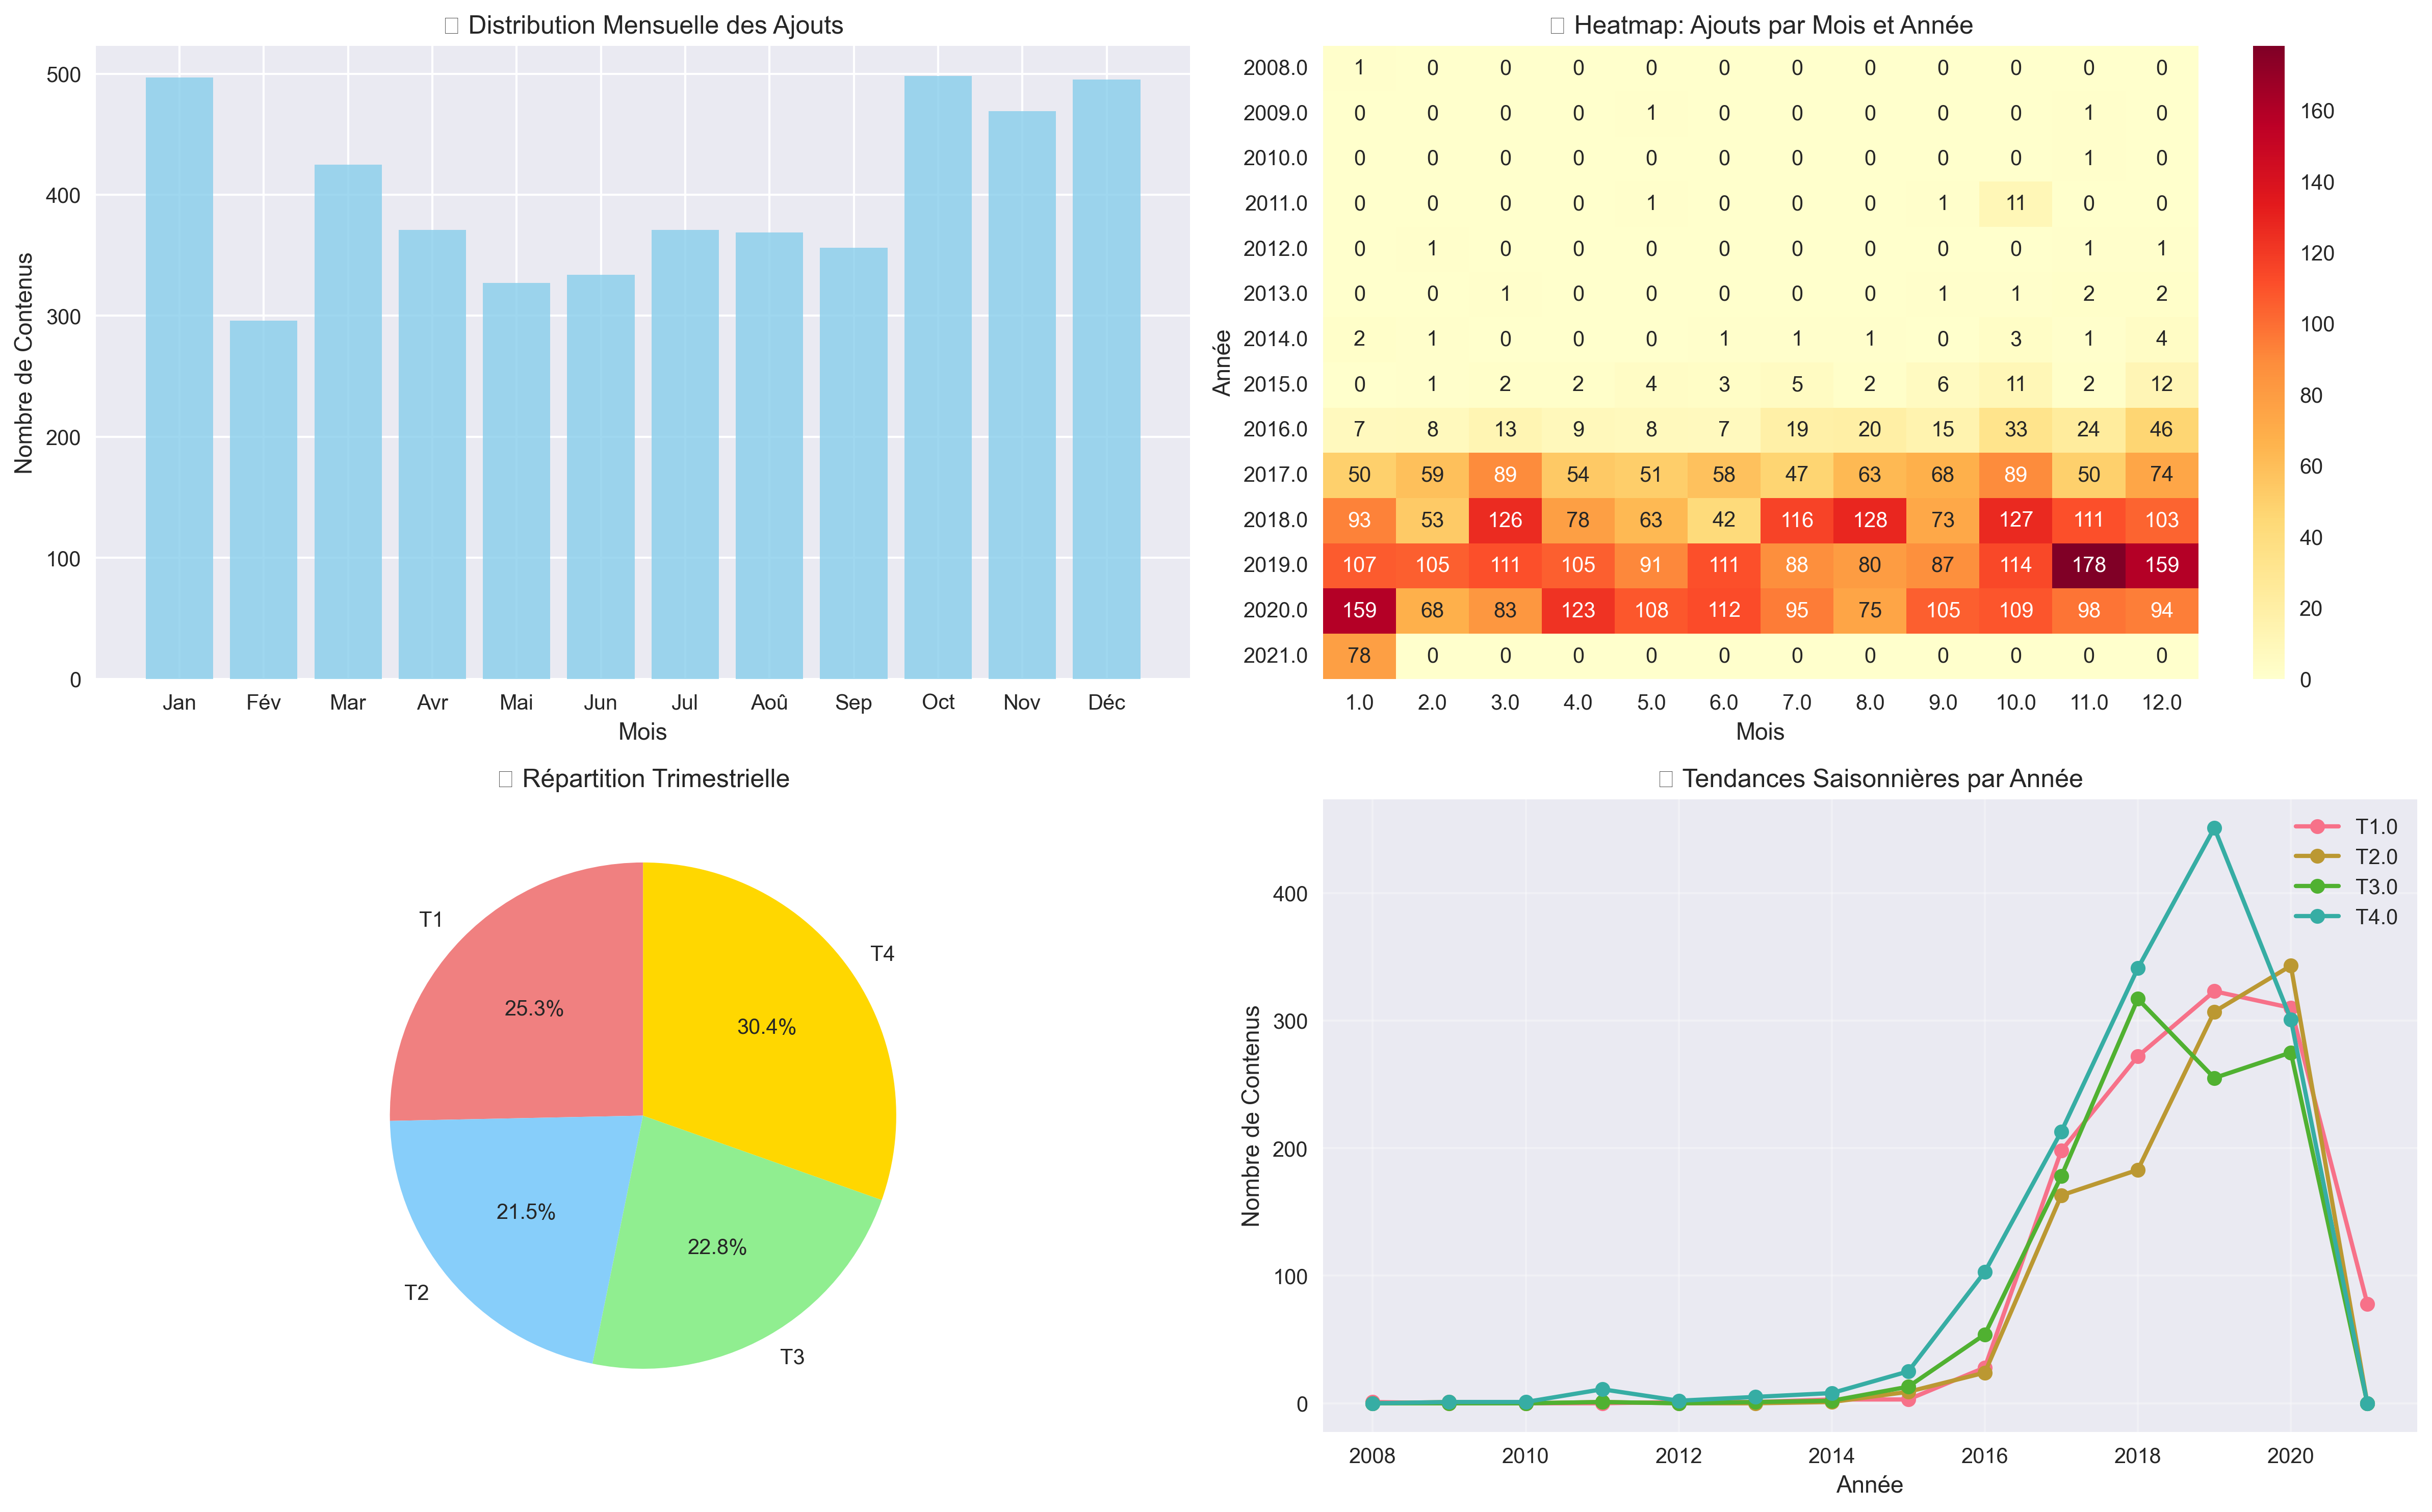 Distribution Mensuelle des Ajouts
Nombre de Contenus
500
400
300
200
100
0
Jan Fév Mar Avr Mai Jun Jul Aoû Sep Oct Nov Déc
Mois
Heatmap: Ajouts par Mois et Année
Année
2008.0 1 0 0 0 0 0 0 0 0 0 0 0
2009.0 0 0 0 0 1 0 0 0 0 0 1 0
2010.0 0 0 0 0 0 0 0 0 0 0 1 0
2011.0 0 0 0 0 1 0 0 0 1 11 0 0
2012.0 0 1 0 0 0 0 0 0 0 0 1 1
2013.0 0 0 1 0 0 0 0 0 1 1 2 2
2014.0 2 1 0 0 0 1 1 1 0 3 1 4
2015.0 0 1 2 2 4 3 5 2 6 11 2 12
2016.0 7 8 13 9 8 7 19 20 15 33 24 46
2017.0 50 59 89 54 51 58 47 63 68 89 50 74
2018.0 93 53 126 78 63 42 116 128 73 127 111 103
2019.0 107 105 111 105 91 111 88 80 87 114 178 159
2020.0 159 68 83 123 108 112 95 75 105 109 98 94
2021.0 78 0 0 0 0 0 0 0 0 0 0 0
1.0 2.0 3.0 4.0 5.0 6.0 7.0 8.0 9.0 10.0 11.0 12.0
Mois
160
140
120
100
80
60
40
20
0
Répartition Trimestrielle
T1
T4
25.3%
30.4%
21.5%
22.8%
T2
T3
Tendances Saisonnières par Année
Nombre de Contenus
400
300
200
100
0
T1.0
T2.0
T3.0
T4.0
2008 2010 2012 2014 2016 2018 2020
Année